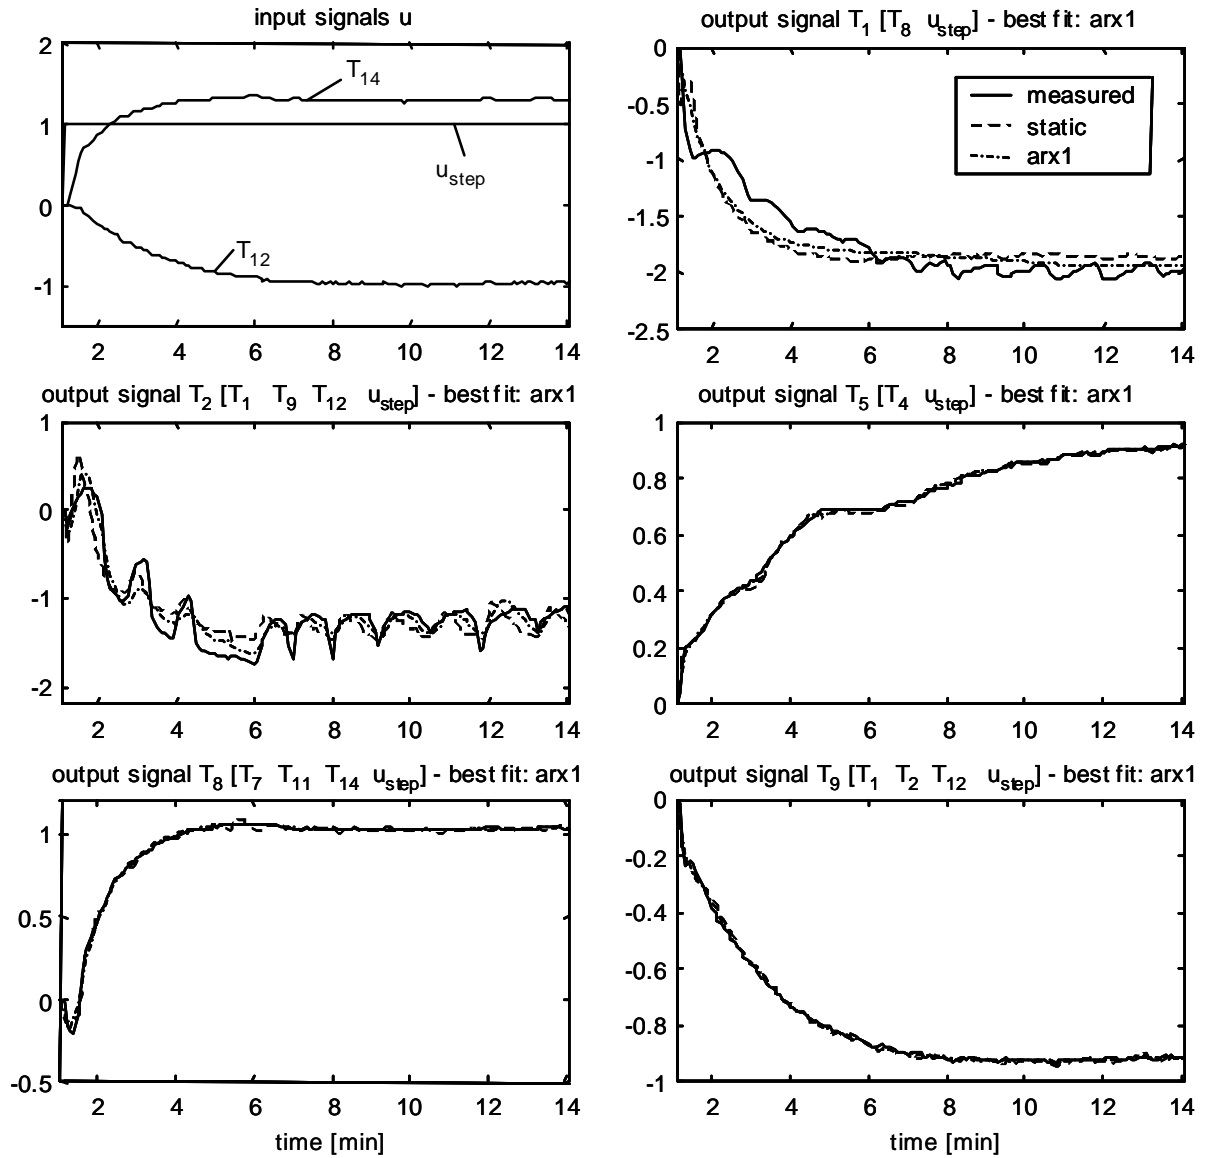 input signals u
2
1
0
-1
2 4 6 8 10 12 14
T14
ustep
T12
output signal T1 [T8 ustep] - best fit: arx1
0
-0.5
-1
-1.5
-2
-2.5
2 4 6 8 10 12 14
measured
static
arx1
output signal T2 [T1 T9 T12 ustep] - best fit: arx1
1
0
-1
-2
2 4 6 8 10 12 14
output signal T5 [T4 ustep] - best fit: arx1
1
0.8
0.6
0.4
0.2
0
2 4 6 8 10 12 14
output signal T8 [T7 T11 T14 ustep] - best fit: arx1
1
0.5
0
-0.5
2 4 6 8 10 12 14
time [min]
output signal T9 [T1 T2 T12 ustep] - best fit: arx1
0
-0.2
-0.4
-0.6
-0.8
-1
2 4 6 8 10 12 14
time [min]